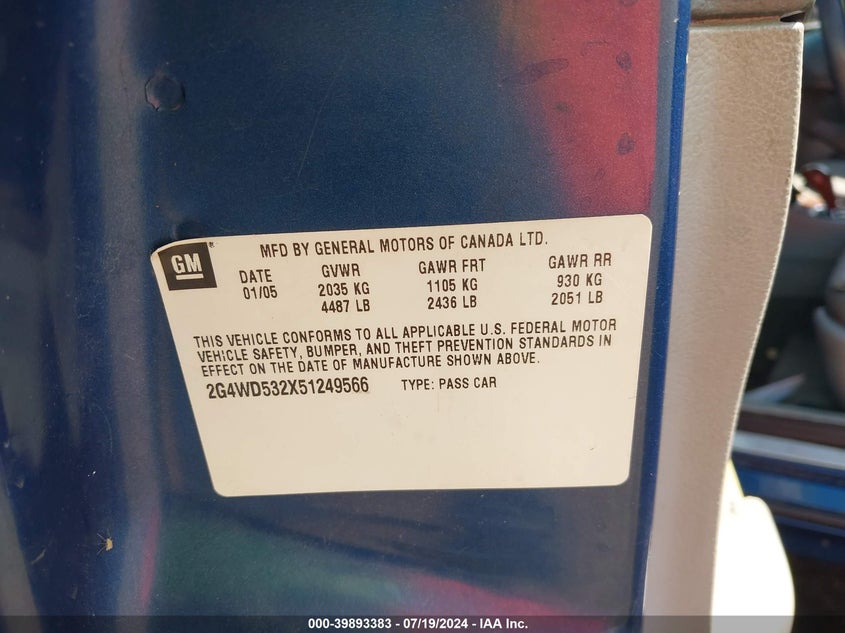 GM
MFD BY GENERAL MOTORS OF CANADA LTD.
DATE GVWR GAWR FRT GAWR RR
01/05 2035 KG 1105 KG 930 KG
4487 LB 2436 LB 2051 LB
THIS VEHICLE CONFORMS TO ALL APPLICABLE U.S. FEDERAL MOTOR
VEHICLE SAFETY, BUMPER, AND THEFT PREVENTION STANDARDS IN
EFFECT ON THE DATE OF MANUFACTURE SHOWN ABOVE.
2G4WD532X51249566 TYPE: PASS CAR
000-39893383 / 07/19/2024 - IAA Inc.